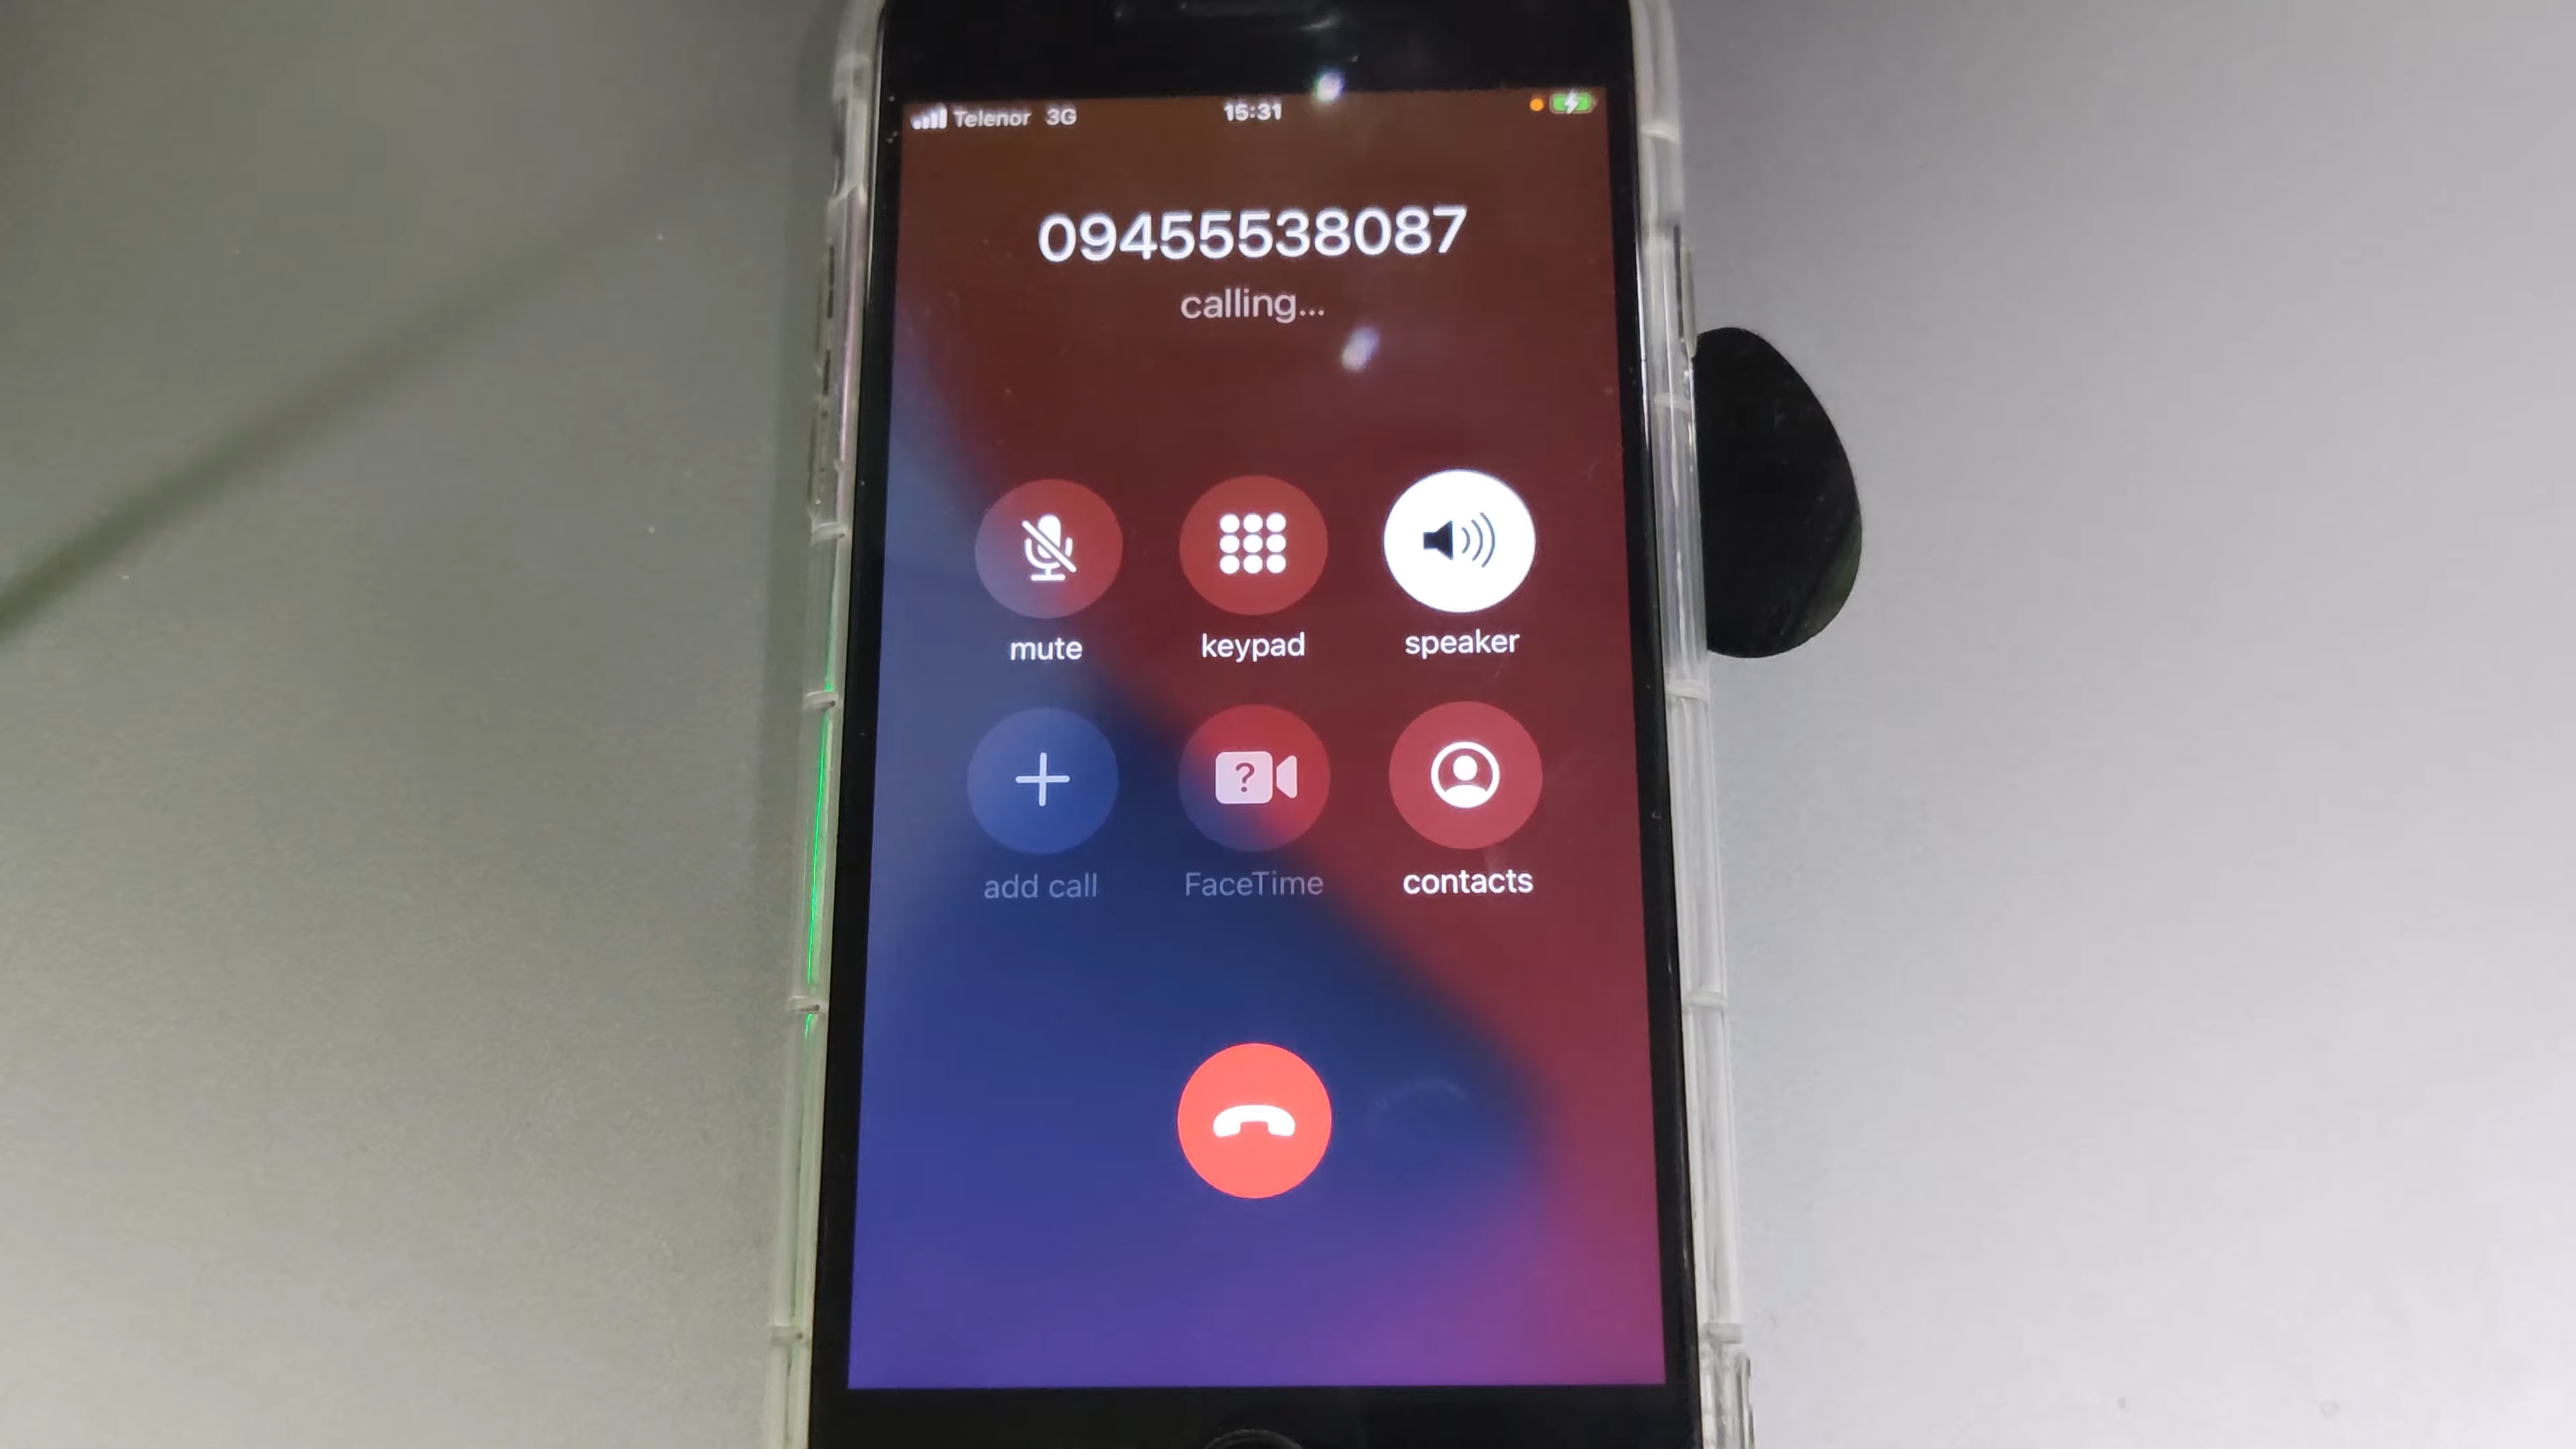 Telenor 3G 15:31
09455538087
calling...
mute keypad speaker
add call FaceTime contacts